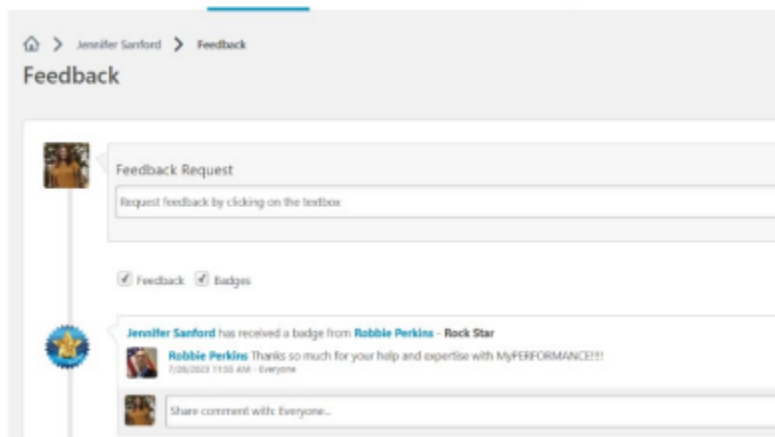 Jennifer Sanford Feedback
Feedback
Feedback Request
Request feedback by clicking on the textbox
Feedback Badges
Jennifer Sanford has received a badge from Robbie Perkins - Rock Star
Robbie Perkins Thanks so much for your help and expertise with MyPERFORMANCE!!!!
7/28/2023 11:55 AM - Everyone
Share comment with: Everyone...